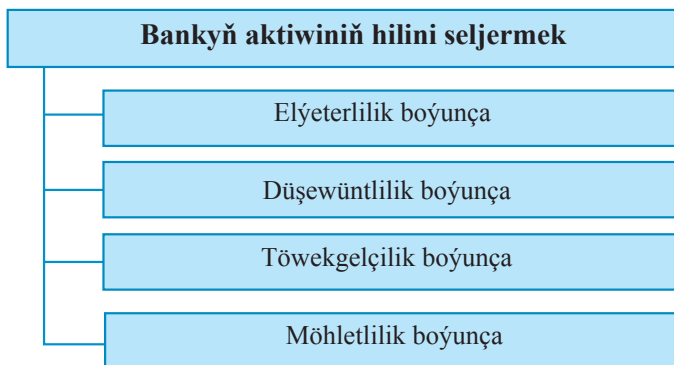 Bankyň aktiwiniň hilini seljermek
Elýeterlilik boýunça
Düşewüntlilik boýunça
Töwekgelçilik boýunça
Möhletlilik boýunça